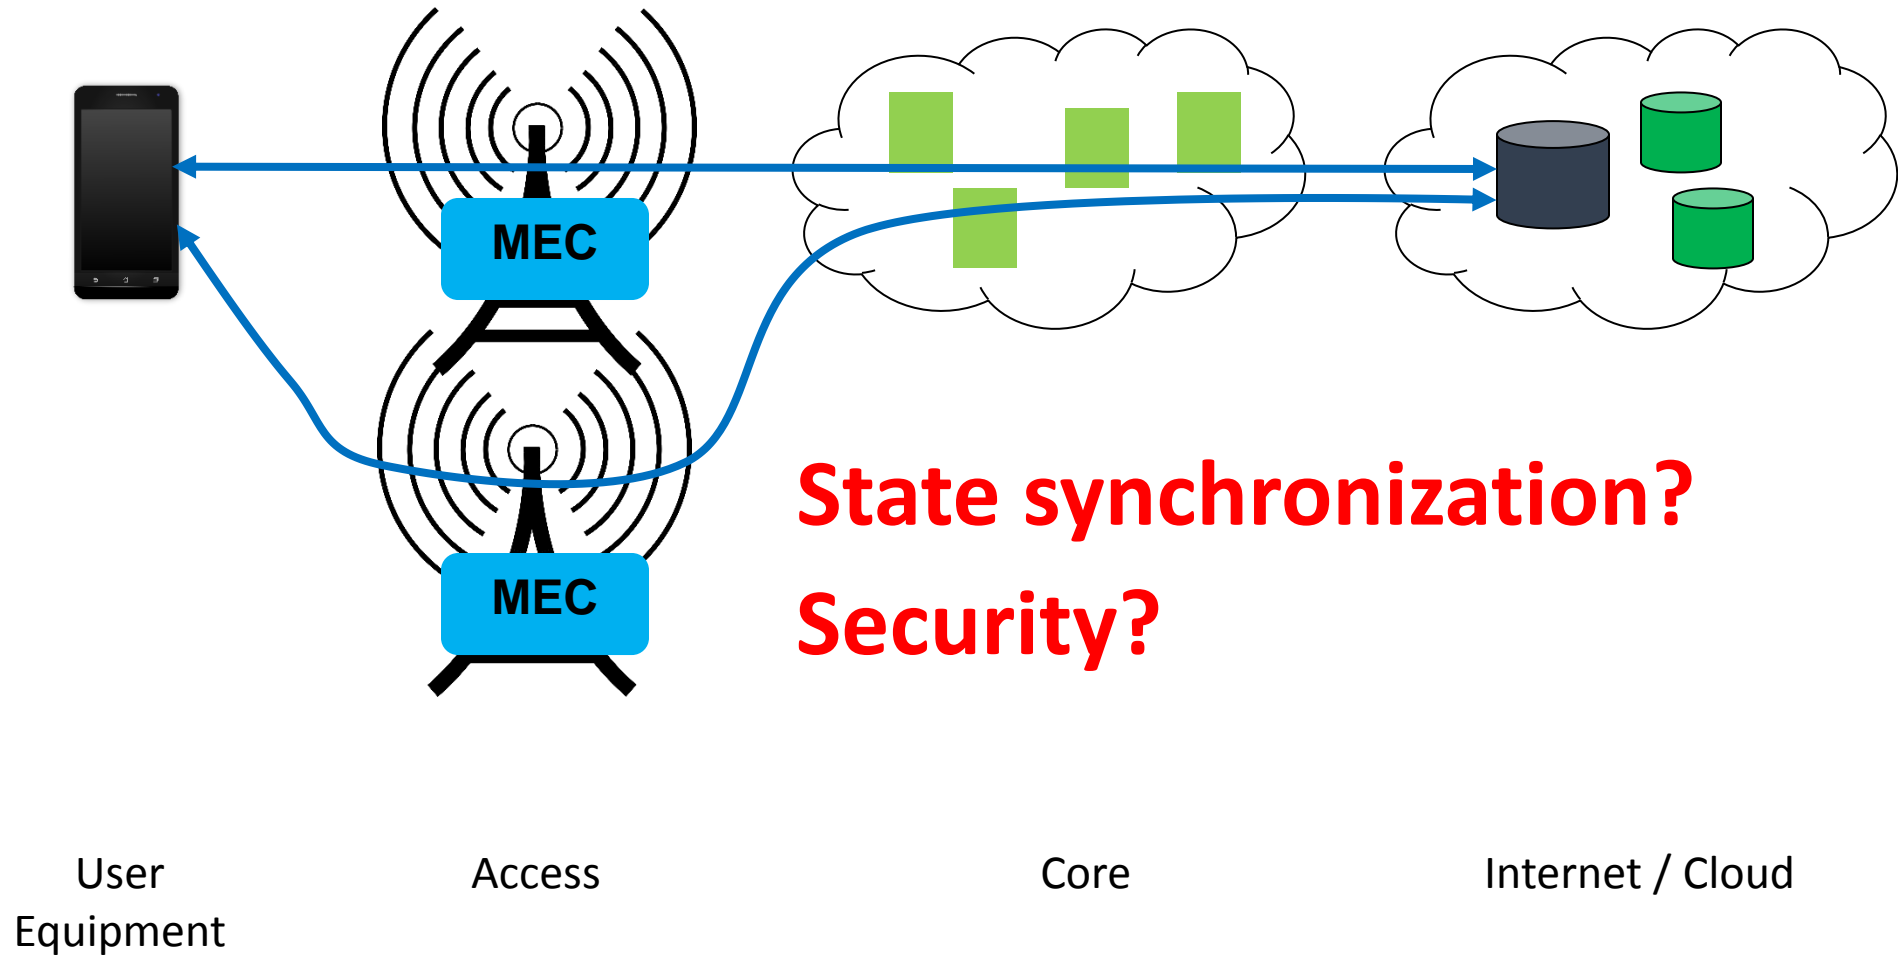 MEC
MEC
State synchronization?
Security?
User
Equipment
Access
Core
Internet / Cloud